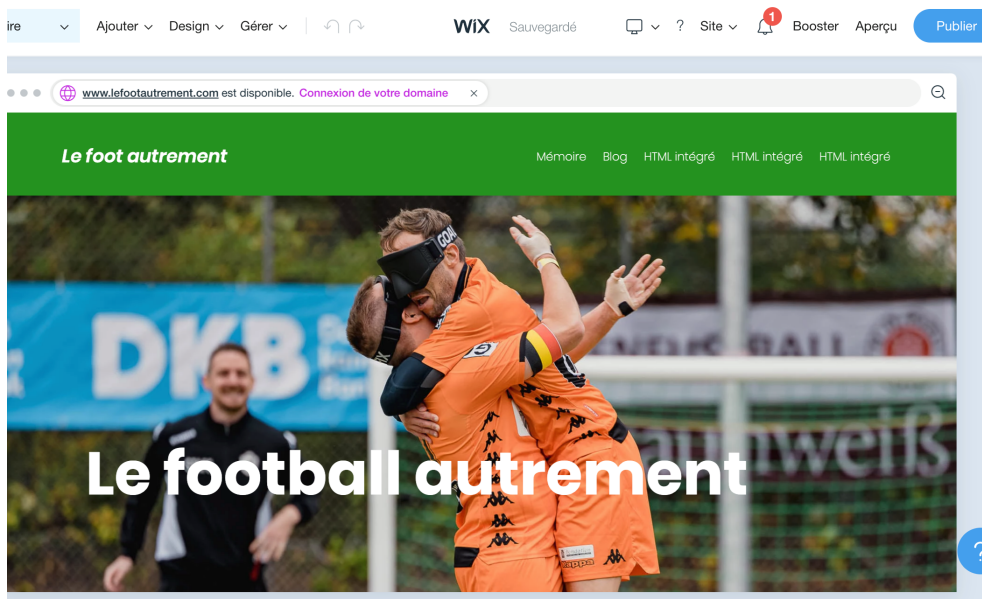 ire Ajouter Design Gérer WiX Sauvegardé ? Site 1 Booster Aperçu Publier
www.lefootautrement.com est disponible. Connexion de votre domaine ×
Le foot autrement Mémoire Blog HTML intégré HTML intégré HTML intégré
GOAL
DKB
Le football autrement
Kappa
?